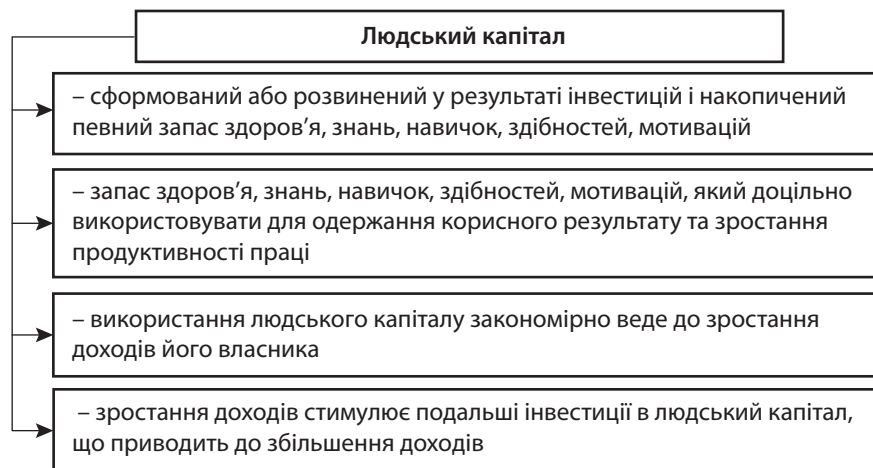 Людський капітал
– сформований або розвинений у результаті інвестицій і накопичений
певний запас здоров’я, знань, навичок, здібностей, мотивацій
– запас здоров’я, знань, навичок, здібностей, мотивацій, який доцільно
використовувати для одержання корисного результату та зростання
продуктивності праці
– використання людського капіталу закономірно веде до зростання
доходів його власника
– зростання доходів стимулює подальші інвестиції в людський капітал,
що приводить до збільшення доходів